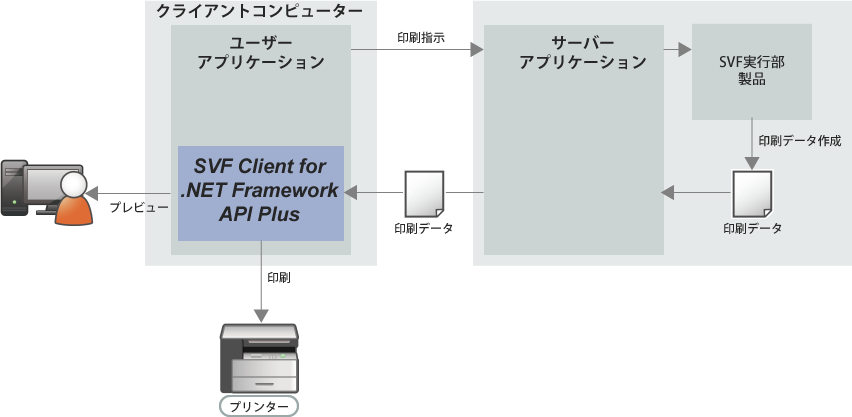 クライアントコンピューター
ユーザー
アプリケーション
印刷指示
サーバー
アプリケーション
SVF実行部
製品
印刷データ作成
印刷データ
印刷データ
SVF Client for
.NET Framework
API Plus
プレビュー
印刷
プリンター